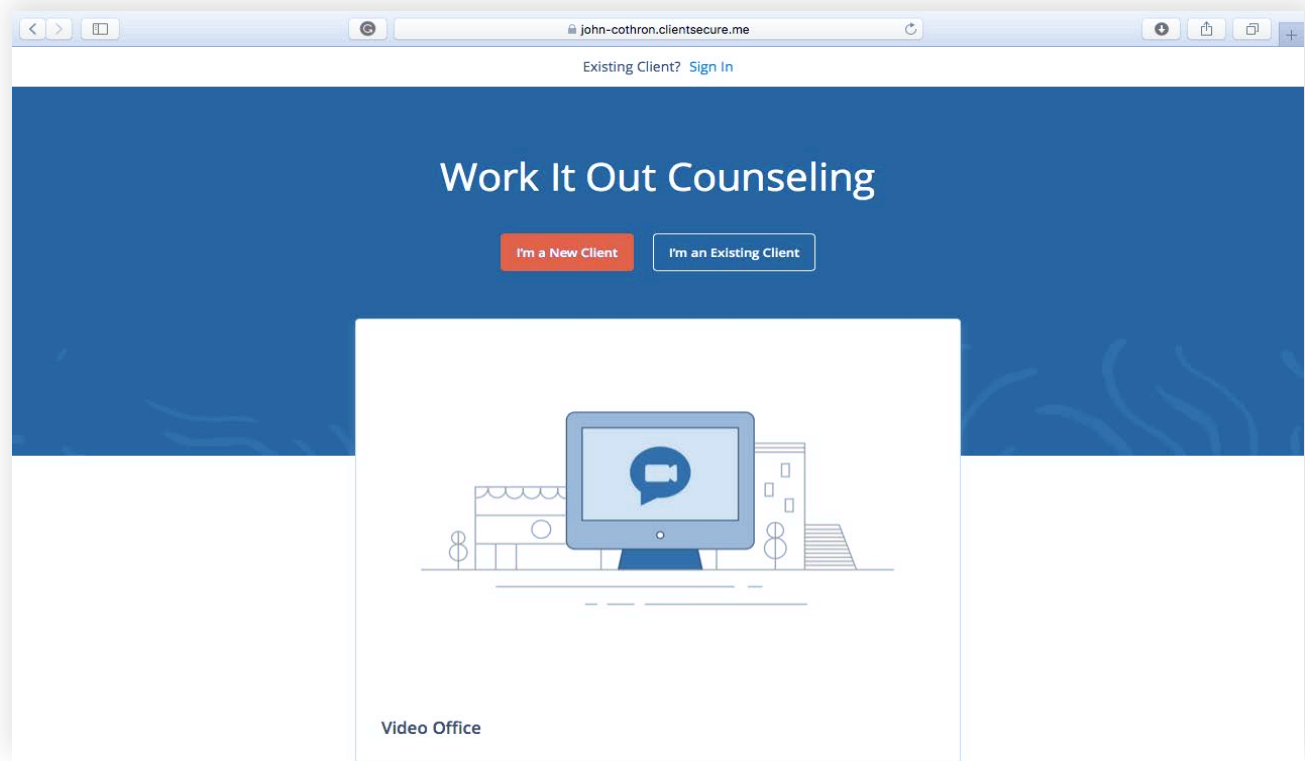 john-cothron.clientsecure.me
Existing Client? Sign In
Work It Out Counseling
I'm a New Client
I'm an Existing Client
Video Office